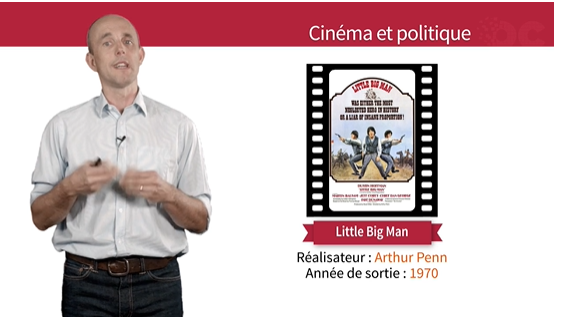 Cinéma et politique
LITTLE BIG MAN
WAS EITHER THE MOST
NEGLECTED HERO IN HISTORY
OR A LIAR OF INSANE PROPORTION!
Little Big Man
Réalisateur : Arthur Penn
Année de sortie : 1970